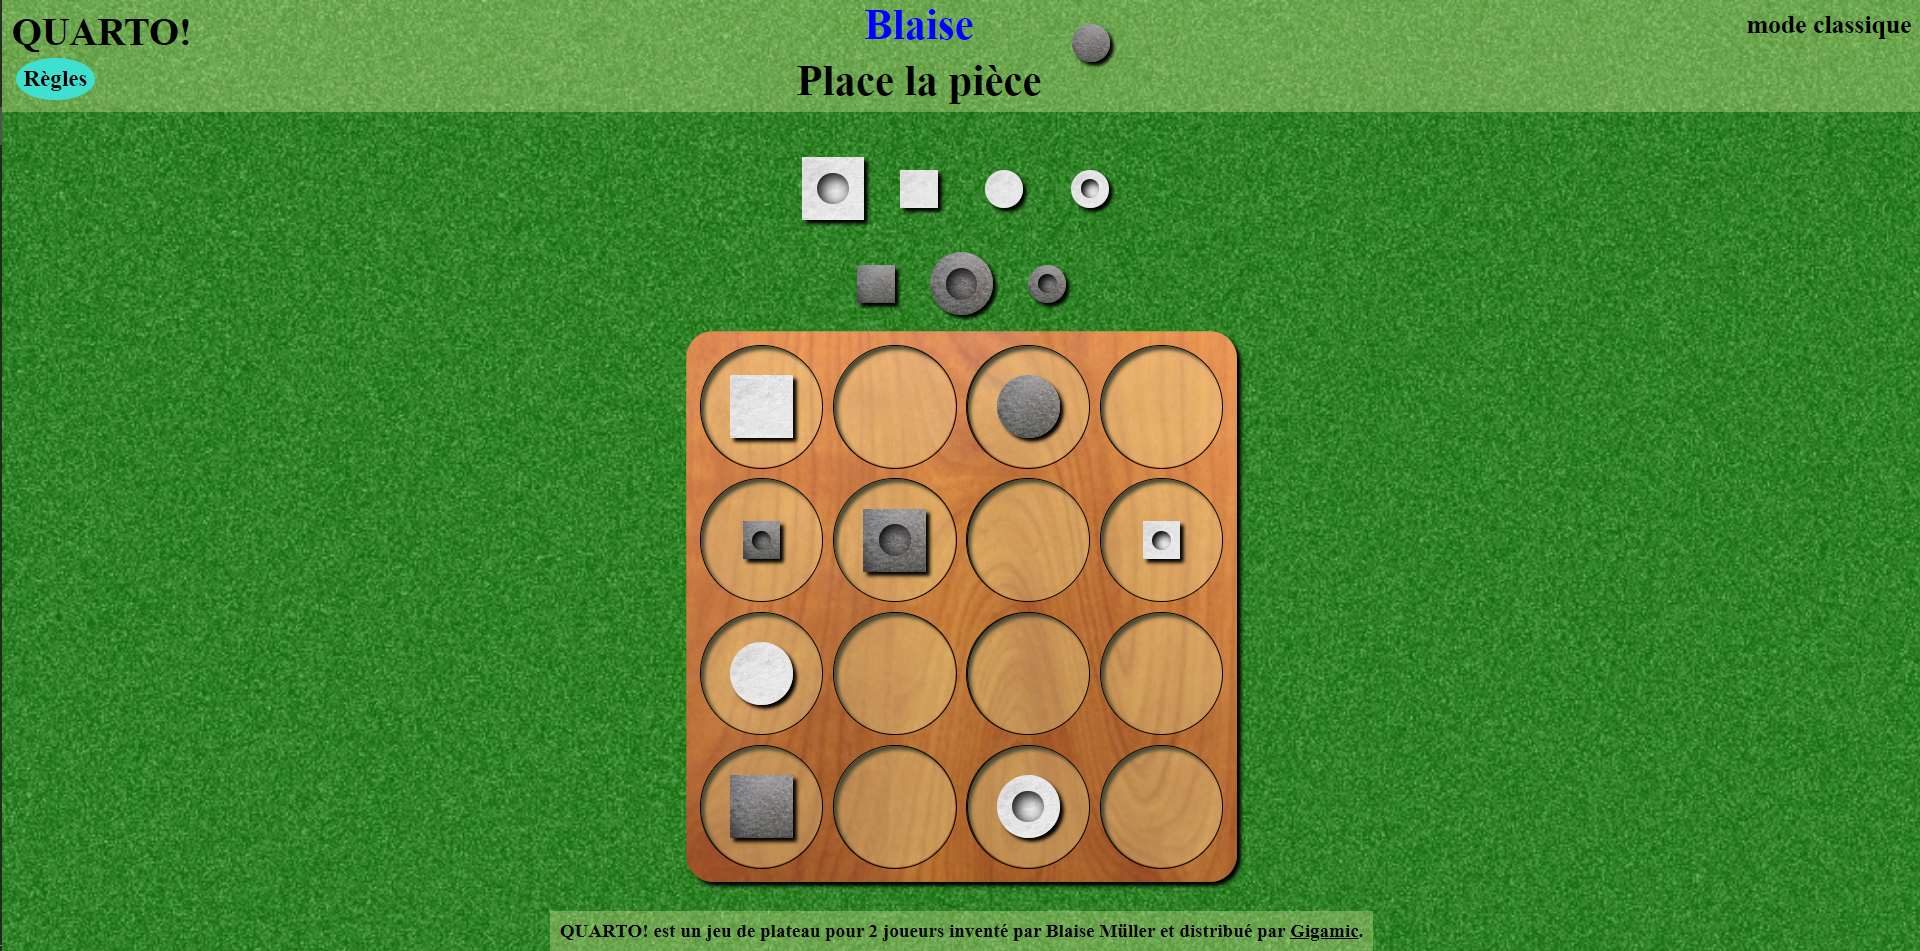 QUARTO!
Règles
Blaise
Place la pièce
mode classique
QUARTO! est un jeu de plateau pour 2 joueurs inventé par Blaise Müller et distribué par Gigamic.